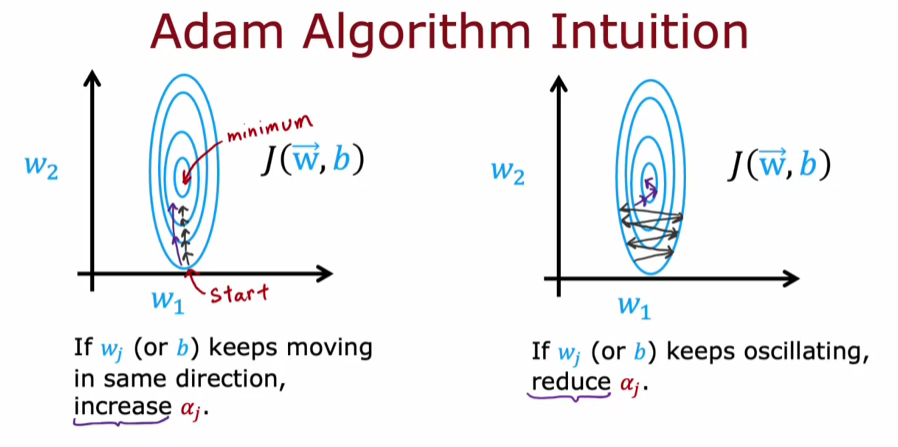 Adam Algorithm Intuition
w₂
minimum
J(w⃗, b)
w₁
start
If wⱼ (or b) keeps moving
in same direction,
increase αⱼ.
w₂
J(w⃗, b)
w₁
If wⱼ (or b) keeps oscillating,
reduce αⱼ.